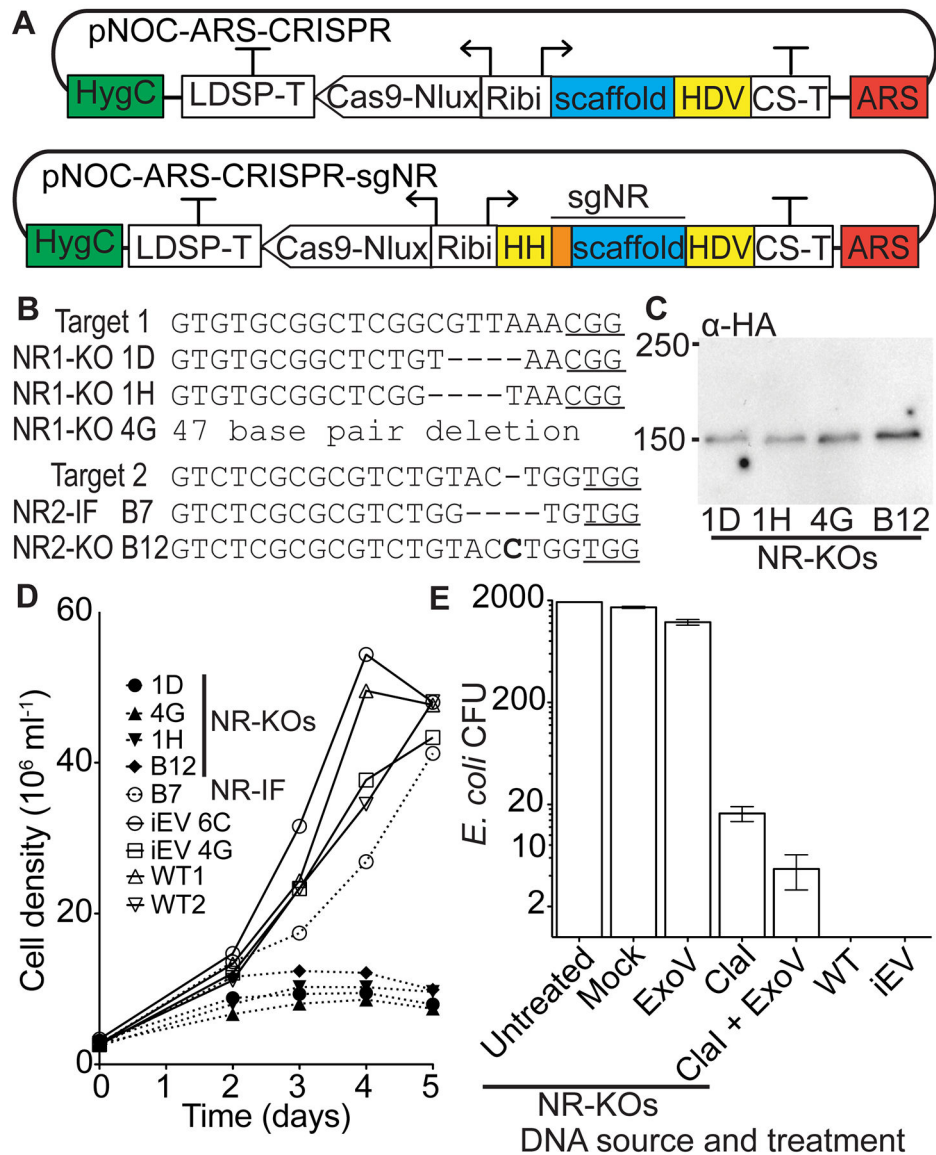 A
pNOC-ARS-CRISPR
HygC LDSP-T Cas9-Nlux Ribi scaffold HDV CS-T ARS
pNOC-ARS-CRISPR-sgNR
sgNR
HygC LDSP-T Cas9-Nlux Ribi HH scaffold HDV CS-T ARS
B
Target 1 GTGTGCGGCTCGGCGTTAAACGG
NR1-KO 1D GTGTGCGGCTCTGT----AACGG
NR1-KO 1H GTGTGCGGCTCGG----TAACGG
NR1-KO 4G 47 base pair deletion
Target 2 GTCTCGCGCGTCTGTAC-TGGTGG
NR2-IF B7 GTCTCGCGCGTCTGG----TGTGG
NR2-KO B12 GTCTCGCGCGTCTGTACCTGGTGG
C
α-HA
250
150
1D 1H 4G B12
NR-KOs
D
Cell density (10⁶ ml⁻¹)
60
40
20
0
1D
4G
1H
B12
NR-KOs
B7
NR-IF
iEV 6C
iEV 4G
WT1
WT2
0 1 2 3 4 5
Time (days)
E
E. coli CFU
2000
200
20
10
2
Untreated
Mock
ExoV
ClaI
ClaI + ExoV
WT
iEV
NR-KOs
DNA source and treatment